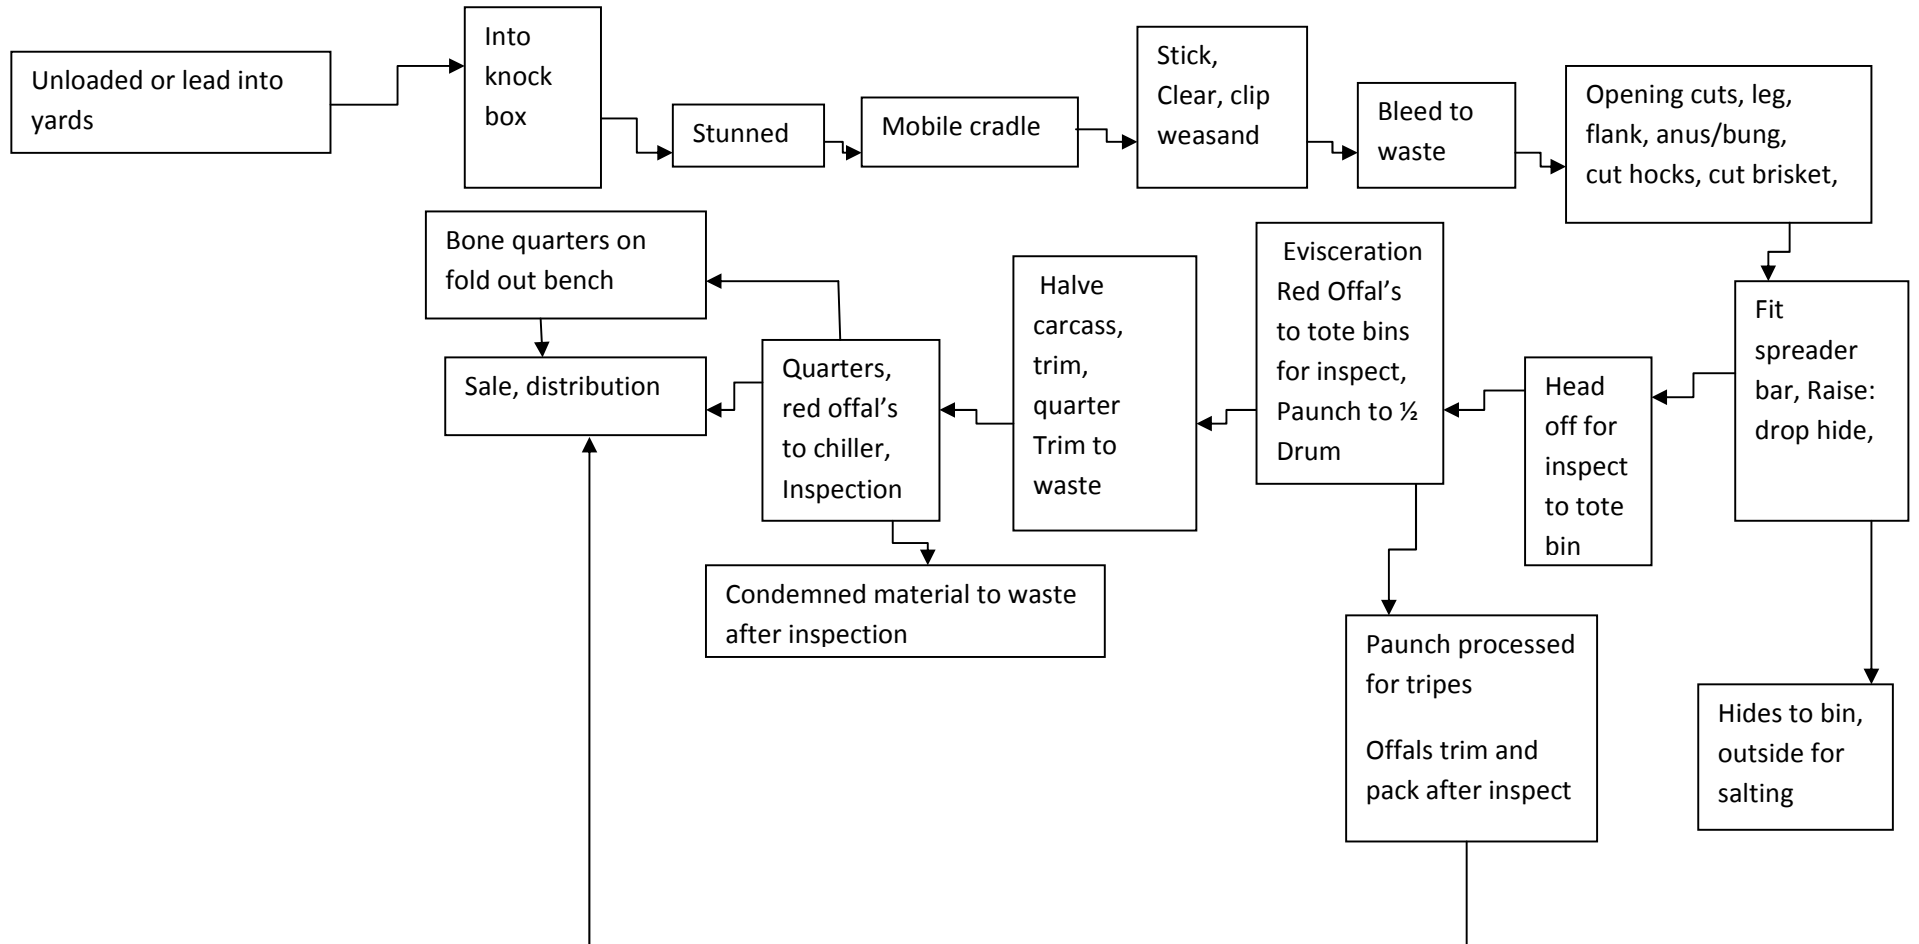 Unloaded or lead into
yards
Into
knock
box
Stunned
Mobile cradle
Stick,
Clear, clip
weasand
Bleed to
waste
Opening cuts, leg,
flank, anus/bung,
cut hocks, cut brisket,
Fit
spreader
bar, Raise:
drop hide,
Hides to bin,
outside for
salting
Head
off for
inspect
to tote
bin
Evisceration
Red Offal’s
to tote bins
for inspect,
Paunch to ½
Drum
Paunch processed
for tripes
Offals trim and
pack after inspect
Halve
carcass,
trim,
quarter
Trim to
waste
Quarters,
red offal’s
to chiller,
Inspection
Condemned material to waste
after inspection
Bone quarters on
fold out bench
Sale, distribution